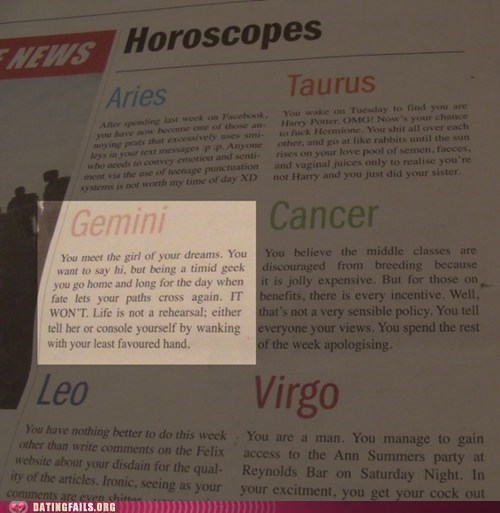 E NEWS
Horoscopes
Aries
After spending last week on Facebook,
you have now become one of those an-
noying prats that excessively uses smi-
leys in your text messages :p :p. Anyone
who needs to convey emotion and senti-
ment via the use of teenage punctuation
systems is not worth my time of day XD
Taurus
You wake on Tuesday to find you are
Harry Potter. OMG! Now's your chance
to fuck Hermione. You shit all over each
other, and go at like rabbits until the sun
rises on your love pool of semen, faeces,
and vaginal juices only to realise you're
not Harry and you just did your sister.
Gemini
You meet the girl of your dreams. You
want to say hi, but being a timid geek
you go home and long for the day when
fate lets your paths cross again. IT
WON'T. Life is not a rehearsal; either
tell her or console yourself by wanking
with your least favoured hand.
Cancer
You believe the middle classes are
discouraged from breeding because
it is jolly expensive. But for those on
benefits, there is every incentive. Well,
that's not a very sensible policy. You tell
everyone your views. You spend the rest
of the week apologising.
Leo
You have nothing better to do this week
other than write comments on the Felix
website about your disdain for the qual-
ity of the articles. Ironic, seeing as your
comments are even shitter
Virgo
You are a man. You manage to gain
access to the Ann Summers party at
Reynolds Bar on Saturday Night. In
your excitment, you get your cock out
DATINGFAILS.ORG